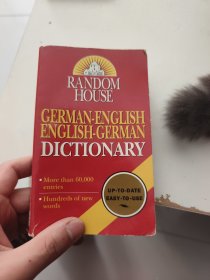 RANDOM
HOUSE
GERMAN-ENGLISH
ENGLISH-GERMAN
DICTIONARY
• More than 60,000
entries
• Hundreds of new
words
UP-TO-DATE
EASY-TO-USE